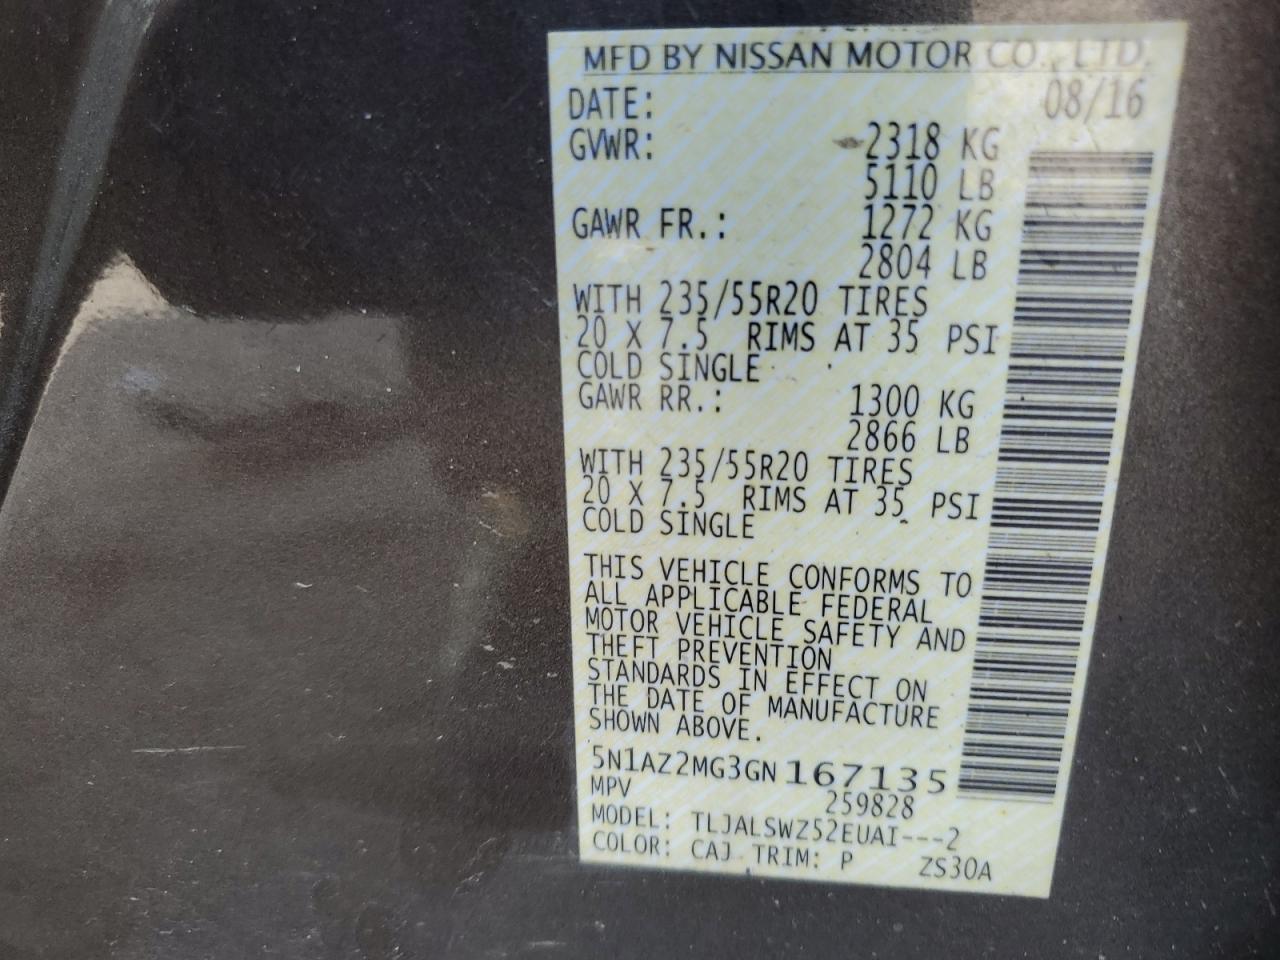 MFD BY NISSAN MOTOR CO., LTD.
DATE: 08/16
GVWR: 2318 KG
5110 LB
GAWR FR.: 1272 KG
2804 LB
WITH 235/55R20 TIRES
20 X 7.5 RIMS AT 35 PSI
COLD SINGLE
GAWR RR.: 1300 KG
2866 LB
WITH 235/55R20 TIRES
20 X 7.5 RIMS AT 35 PSI
COLD SINGLE
THIS VEHICLE CONFORMS TO
ALL APPLICABLE FEDERAL
MOTOR VEHICLE SAFETY AND
THEFT PREVENTION
STANDARDS IN EFFECT ON
THE DATE OF MANUFACTURE
SHOWN ABOVE.
5N1AZ2MG3GN167135
MPV 259828
MODEL: TLJALSWZ52EUAI---2
COLOR: CAJ TRIM: P ZS30A